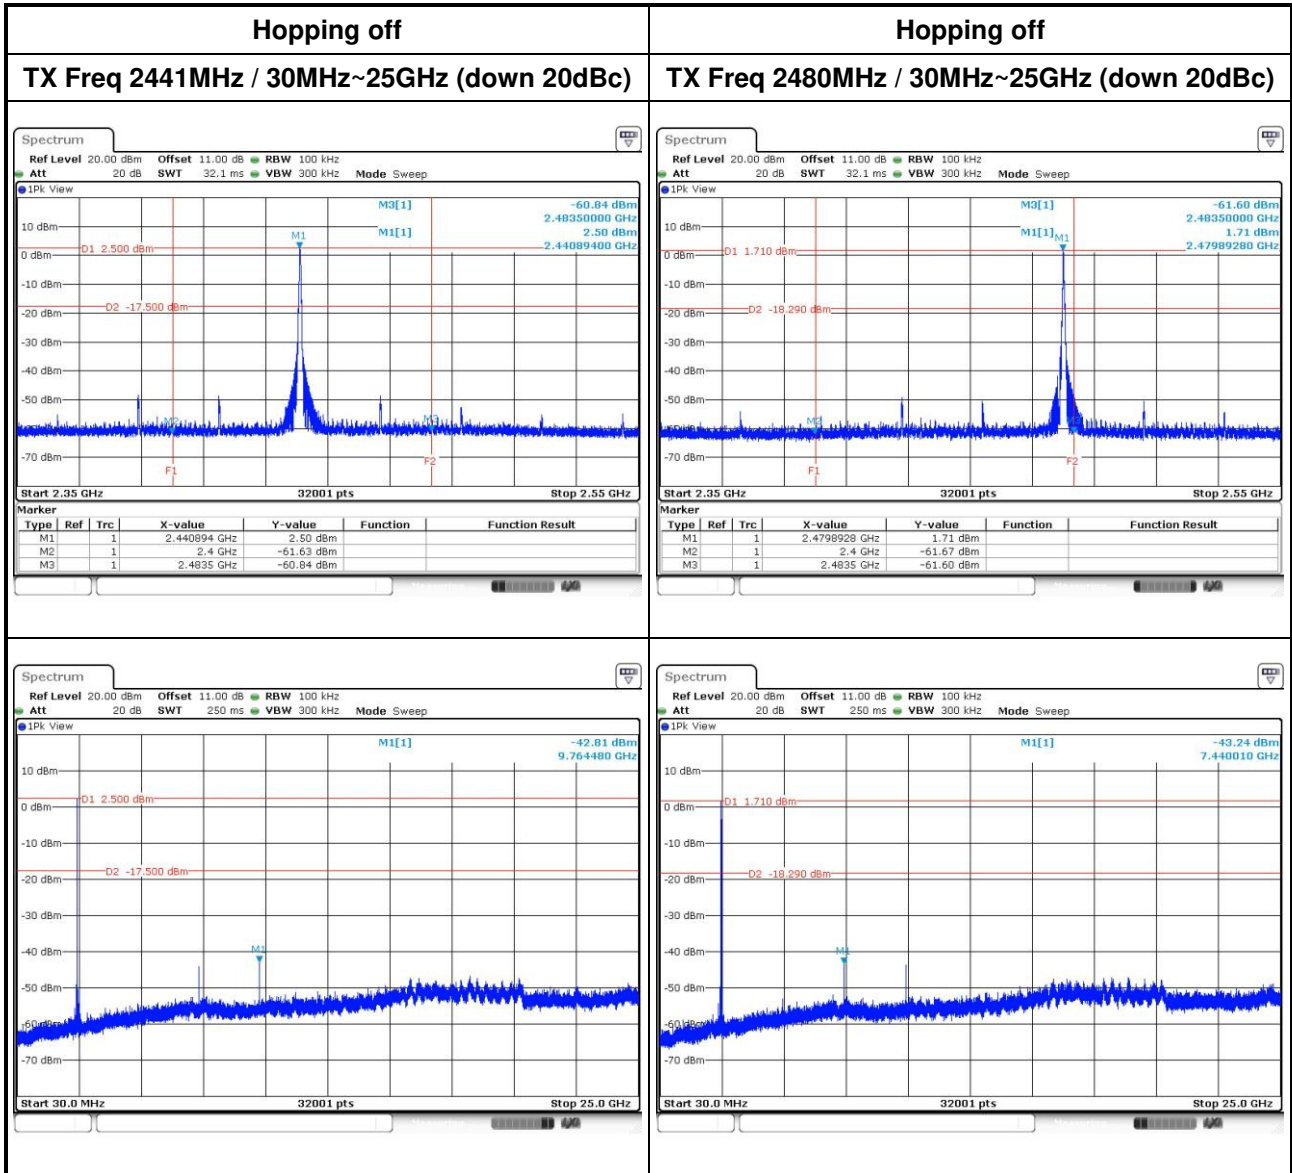 Hopping off
Hopping off
TX Freq 2441MHz / 30MHz~25GHz (down 20dBc)
TX Freq 2480MHz / 30MHz~25GHz (down 20dBc)
Spectrum
Ref Level 20.00 dBm Offset 11.00 dB RBW 100 kHz
Att 20 dB SWT 32.1 ms VBW 300 kHz Mode Sweep
1Pk View
M3[1] -60.84 dBm
2.48350000 GHz
M1[1] 2.50 dBm
2.44089400 GHz
M1
10 dBm
D1 2.500 dBm
0 dBm
-10 dBm
D2 -17.500 dBm
-20 dBm
-30 dBm
-40 dBm
-50 dBm
M2 M3
-70 dBm
F1 F2
Start 2.35 GHz 32001 pts Stop 2.55 GHz
Marker
Type Ref Trc X-value Y-value Function Function Result
M1 1 2.440894 GHz 2.50 dBm
M2 1 2.4 GHz -61.63 dBm
M3 1 2.4835 GHz -60.84 dBm
Spectrum
Ref Level 20.00 dBm Offset 11.00 dB RBW 100 kHz
Att 20 dB SWT 32.1 ms VBW 300 kHz Mode Sweep
1Pk View
M3[1] -61.60 dBm
2.48350000 GHz
M1[1] 1.71 dBm
2.47989280 GHz
M1
10 dBm
D1 1.710 dBm
0 dBm
-10 dBm
D2 -18.290 dBm
-20 dBm
-30 dBm
-40 dBm
-50 dBm
M2
-70 dBm
F1 F2
Start 2.35 GHz 32001 pts Stop 2.55 GHz
Marker
Type Ref Trc X-value Y-value Function Function Result
M1 1 2.4798928 GHz 1.71 dBm
M2 1 2.4 GHz -61.67 dBm
M3 1 2.4835 GHz -61.60 dBm
Spectrum
Ref Level 20.00 dBm Offset 11.00 dB RBW 100 kHz
Att 20 dB SWT 250 ms VBW 300 kHz Mode Sweep
1Pk View
M1[1] -42.81 dBm
9.764480 GHz
10 dBm
D1 2.500 dBm
0 dBm
-10 dBm
D2 -17.500 dBm
-20 dBm
-30 dBm
-40 dBm
M1
-50 dBm
-60 dBm
-70 dBm
Start 30.0 MHz 32001 pts Stop 25.0 GHz
Spectrum
Ref Level 20.00 dBm Offset 11.00 dB RBW 100 kHz
Att 20 dB SWT 250 ms VBW 300 kHz Mode Sweep
1Pk View
M1[1] -43.24 dBm
7.440010 GHz
10 dBm
D1 1.710 dBm
0 dBm
-10 dBm
D2 -18.290 dBm
-20 dBm
-30 dBm
-40 dBm
M1
-50 dBm
-60 dBm
-70 dBm
Start 30.0 MHz 32001 pts Stop 25.0 GHz